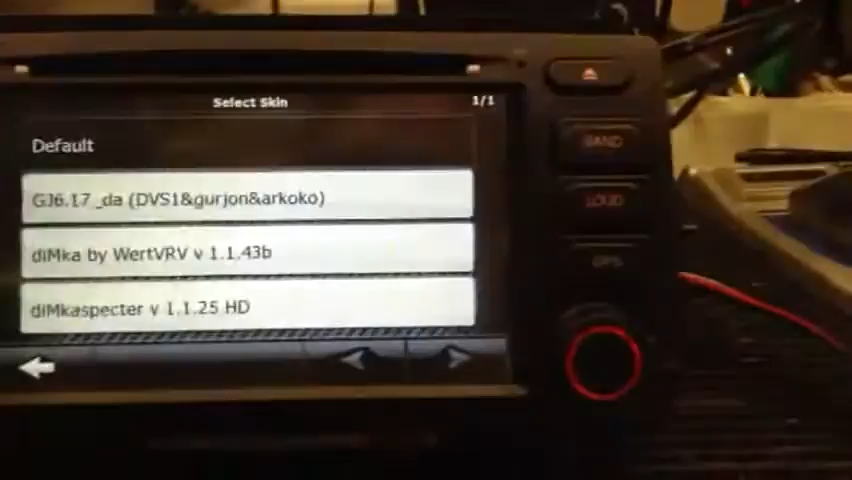 Select Skin
1/1
Default
GJ6.17 _da (DVS1&gurjon&arkoko)
diMka by WertVRV v 1.1.43b
diMkaspecter v 1.1.25 HD
BAND
LOUD
GPS